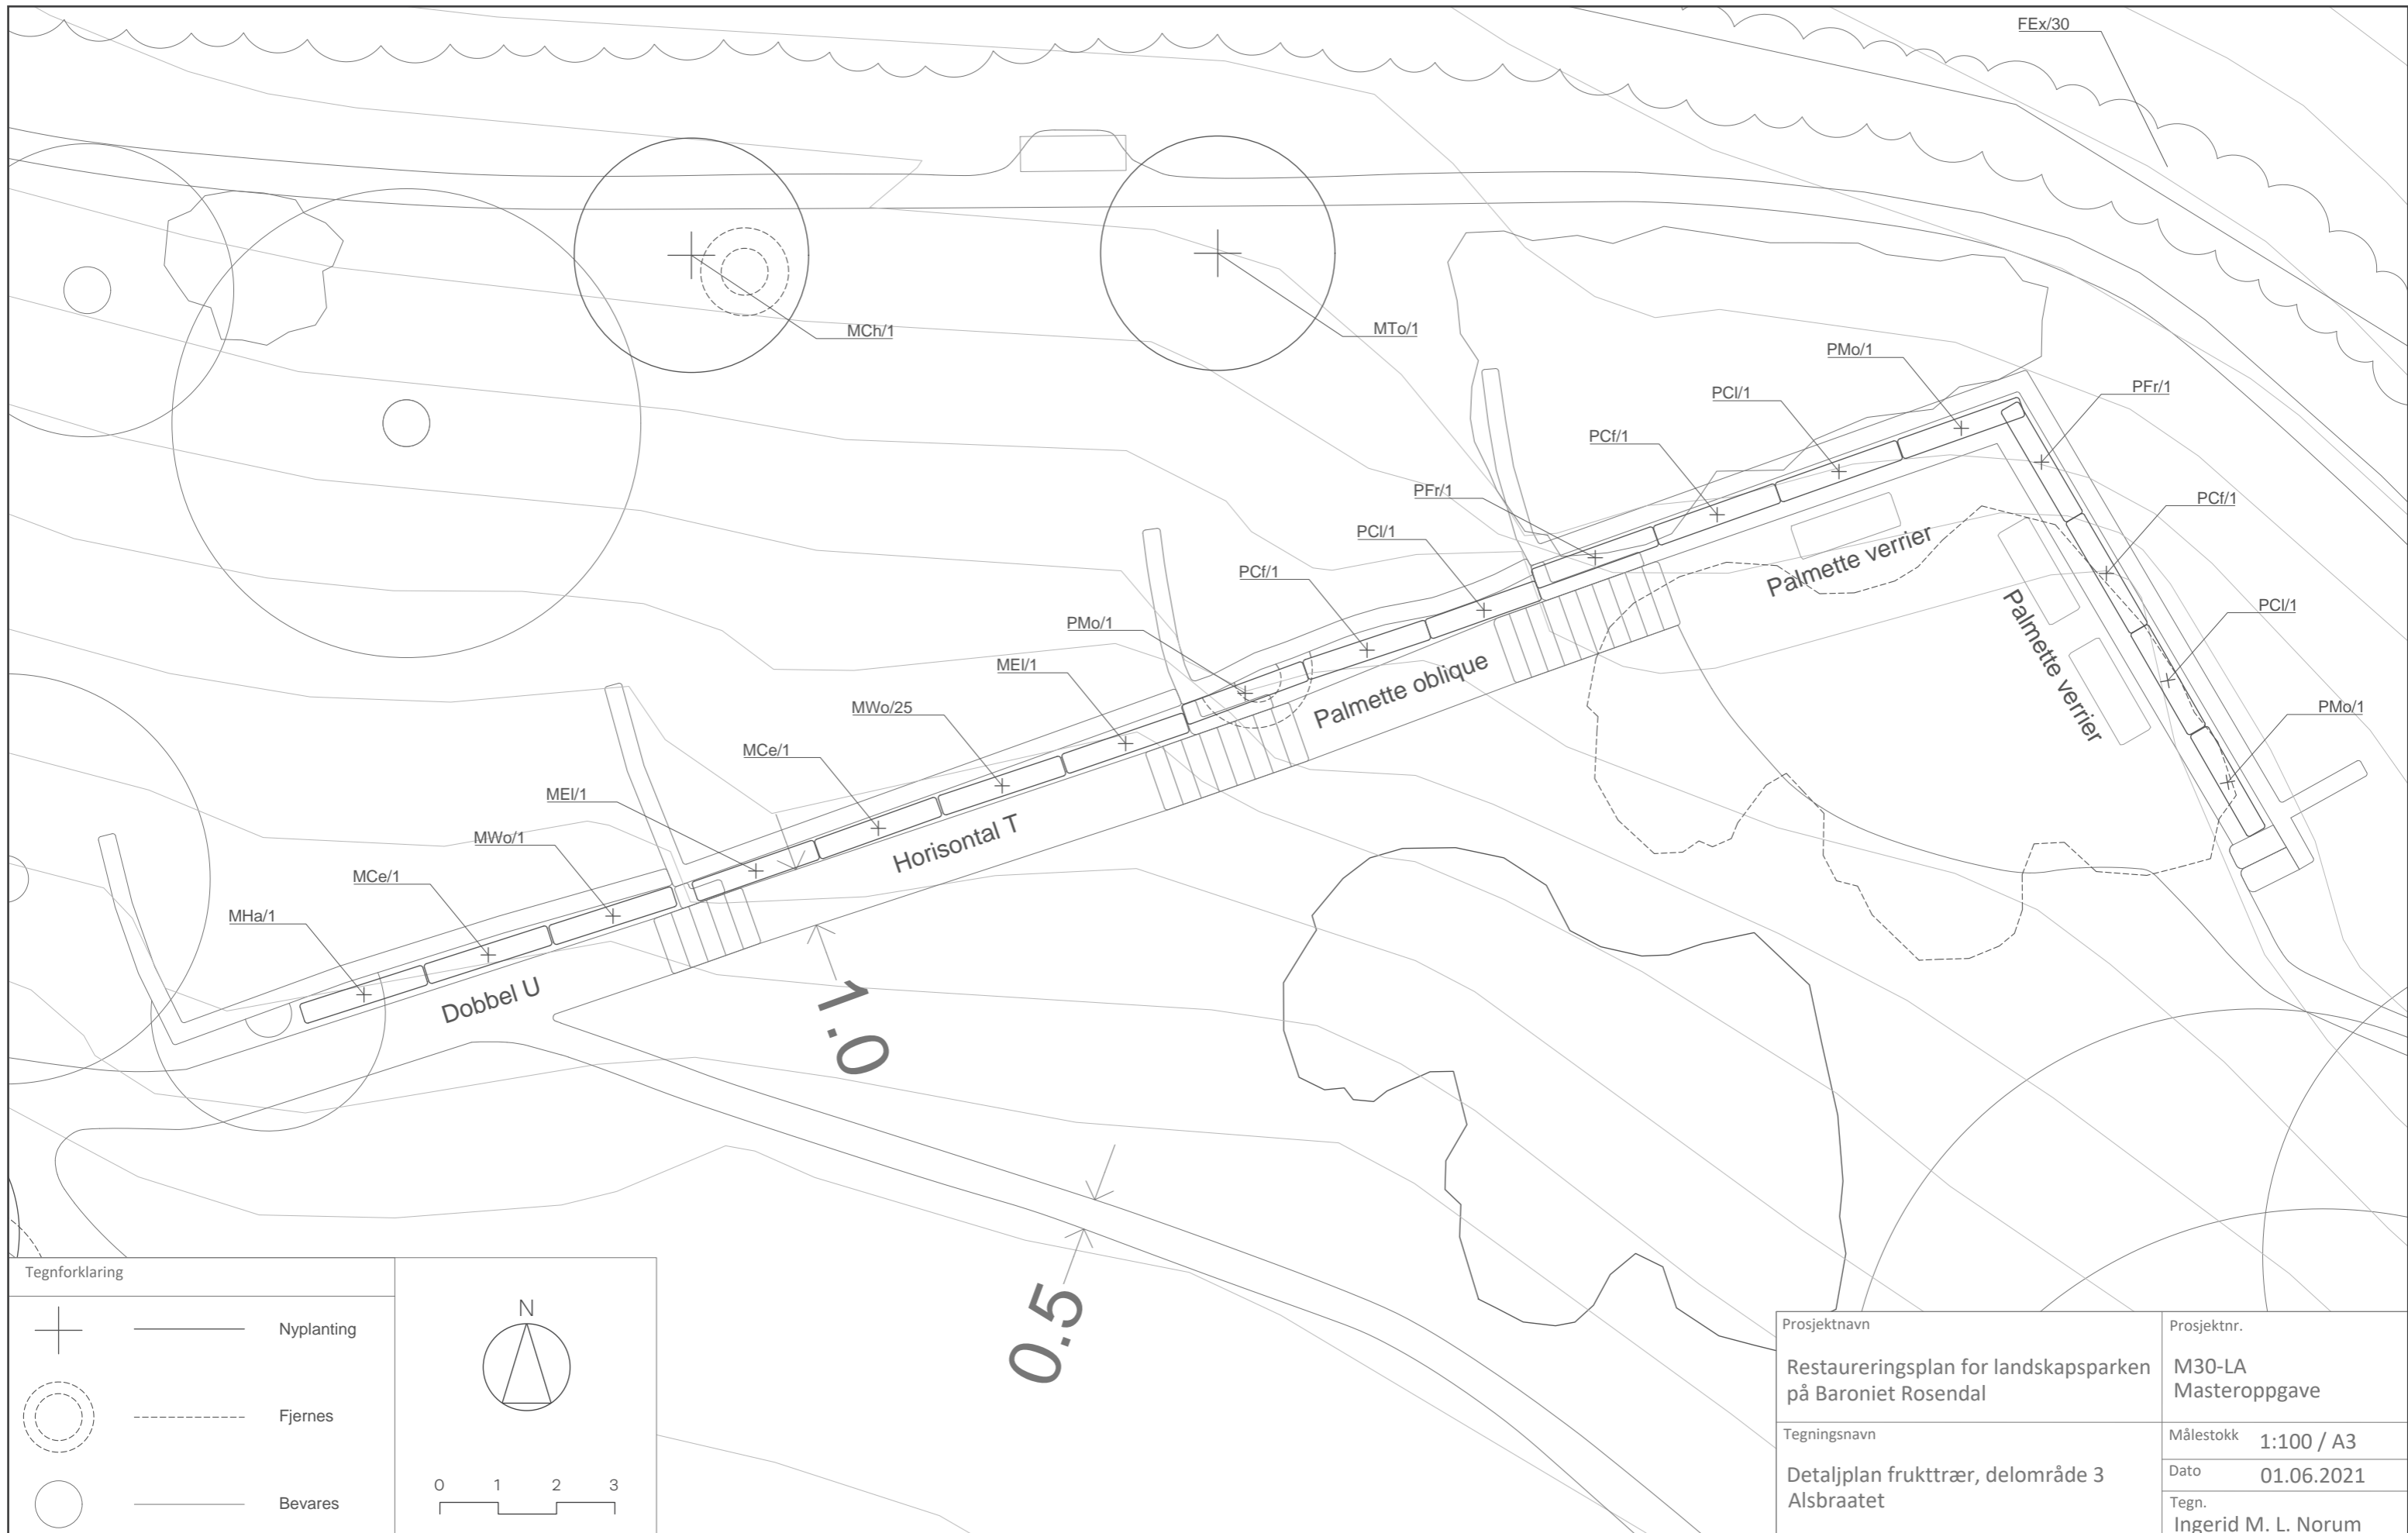 FEx/30
MCh/1
MTo/1
PMo/1
PFr/1
PCl/1
PCf/1
PFr/1
PCf/1
PCl/1
PCf/1
Palmette verrier
Palmette verrier
PCl/1
PMo/1
MEl/1
Palmette oblique
PMo/1
MWo/25
MCe/1
MEl/1
Horisontal T
MWo/1
MCe/1
MHa/1
Dobbel U
1.0
0.5
Tegnforklaring
Nyplanting
Fjernes
Bevares
N
0 1 2 3
Prosjektnavn
Restaureringsplan for landskapsparken
på Baroniet Rosendal
Prosjektnr.
M30-LA
Masteroppgave
Tegningsnavn
Detaljplan frukttrær, delområde 3
Alsbraatet
Målestokk 1:100 / A3
Dato 01.06.2021
Tegn.
Ingerid M. L. Norum